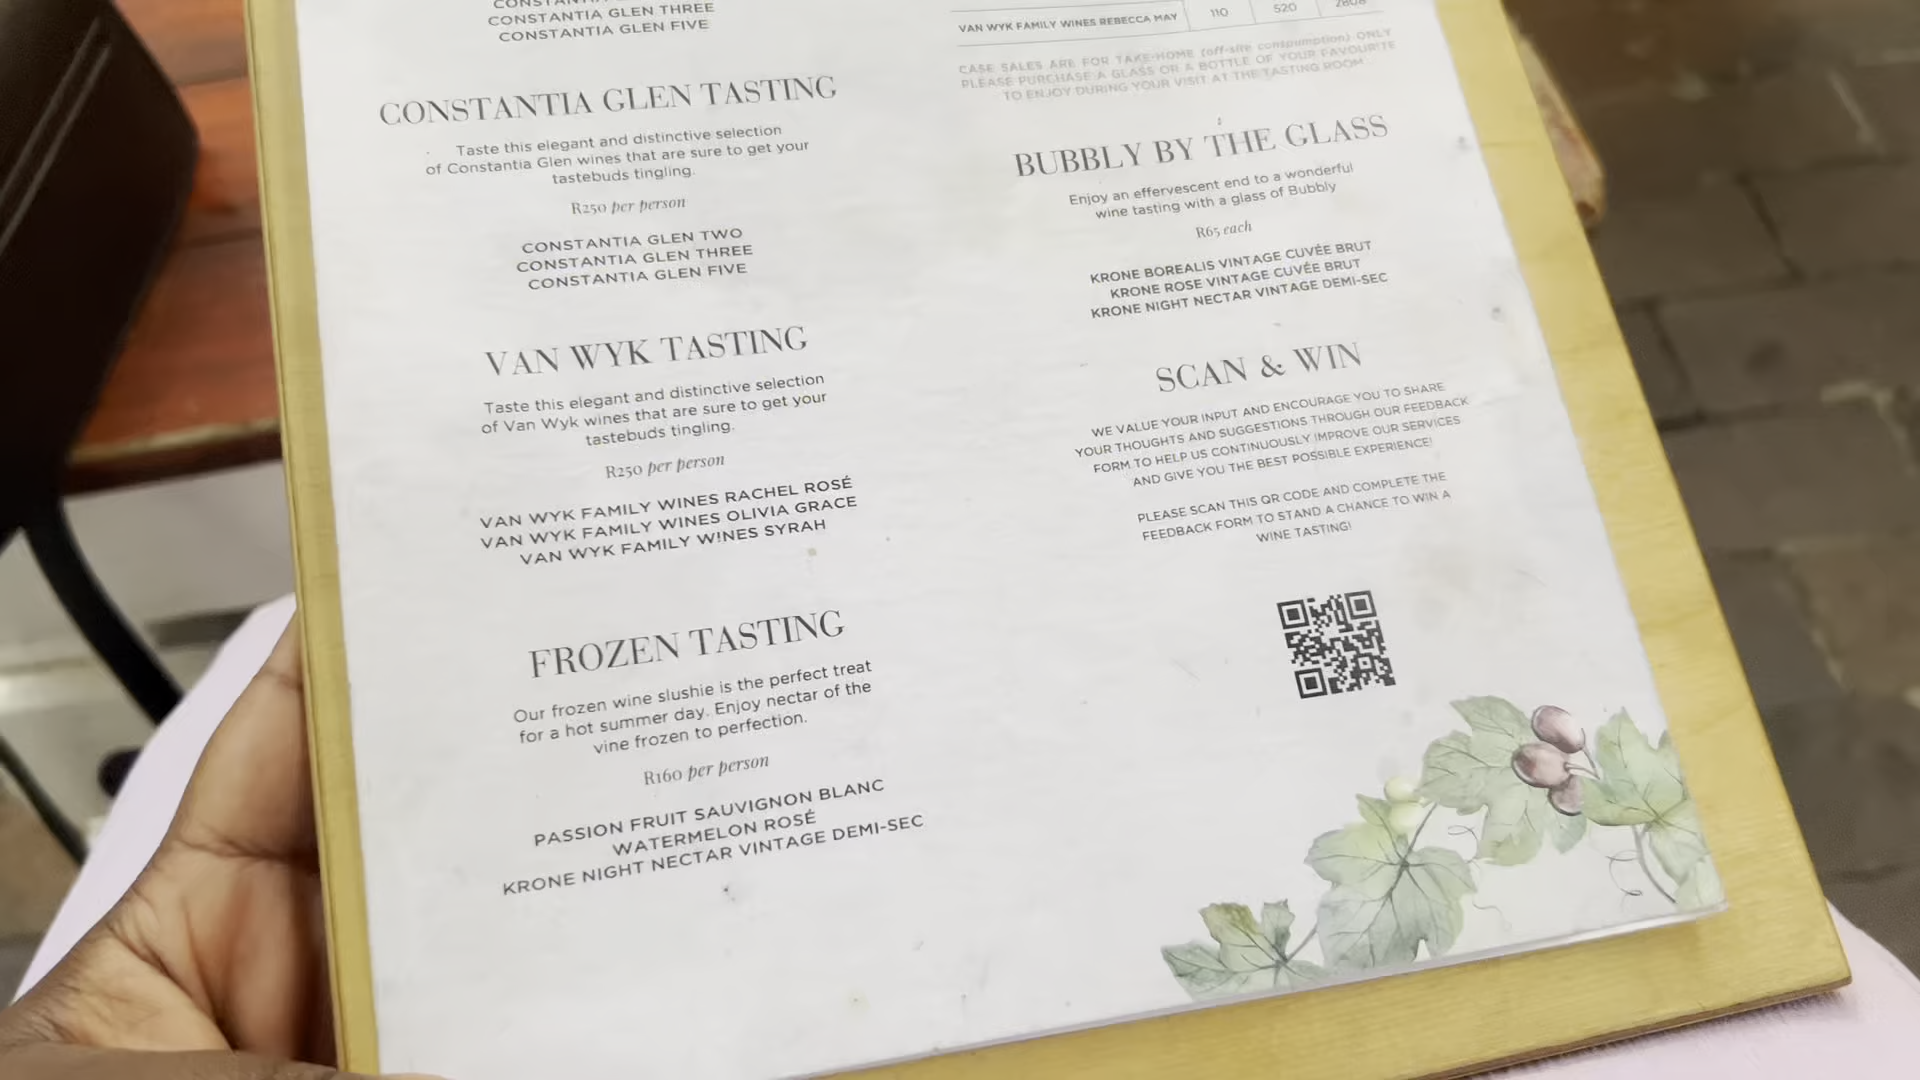 CONSTANTIA GLEN THREE
CONSTANTIA GLEN FIVE
CONSTANTIA GLEN TASTING
Taste this elegant and distinctive selection
of Constantia Glen wines that are sure to get your
tastebuds tingling.
R250 per person
CONSTANTIA GLEN TWO
CONSTANTIA GLEN THREE
CONSTANTIA GLEN FIVE
VAN WYK TASTING
Taste this elegant and distinctive selection
of Van Wyk wines that are sure to get your
tastebuds tingling.
R250 per person
VAN WYK FAMILY WINES RACHEL ROSÉ
VAN WYK FAMILY WINES OLIVIA GRACE
VAN WYK FAMILY WINES SYRAH
FROZEN TASTING
Our frozen wine slushie is the perfect treat
for a hot summer day. Enjoy nectar of the
vine frozen to perfection.
R160 per person
PASSION FRUIT SAUVIGNON BLANC
WATERMELON ROSÉ
KRONE NIGHT NECTAR VINTAGE DEMI-SEC
VAN WYK FAMILY WINES REBECCA MAY 110 520 2808
CASE SALES ARE FOR TAKE-HOME (off-site consumption) ONLY
PLEASE PURCHASE A GLASS OR A BOTTLE OF YOUR FAVOURITE
TO ENJOY DURING YOUR VISIT AT THE TASTING ROOM
BUBBLY BY THE GLASS
Enjoy an effervescent end to a wonderful
wine tasting with a glass of Bubbly
R65 each
KRONE BOREALIS VINTAGE CUVÉE BRUT
KRONE ROSE VINTAGE CUVÉE BRUT
KRONE NIGHT NECTAR VINTAGE DEMI-SEC
SCAN & WIN
WE VALUE YOUR INPUT AND ENCOURAGE YOU TO SHARE
YOUR THOUGHTS AND SUGGESTIONS THROUGH OUR FEEDBACK
FORM TO HELP US CONTINUOUSLY IMPROVE OUR SERVICES
AND GIVE YOU THE BEST POSSIBLE EXPERIENCE!
PLEASE SCAN THIS QR CODE AND COMPLETE THE
FEEDBACK FORM TO STAND A CHANCE TO WIN A
WINE TASTING!